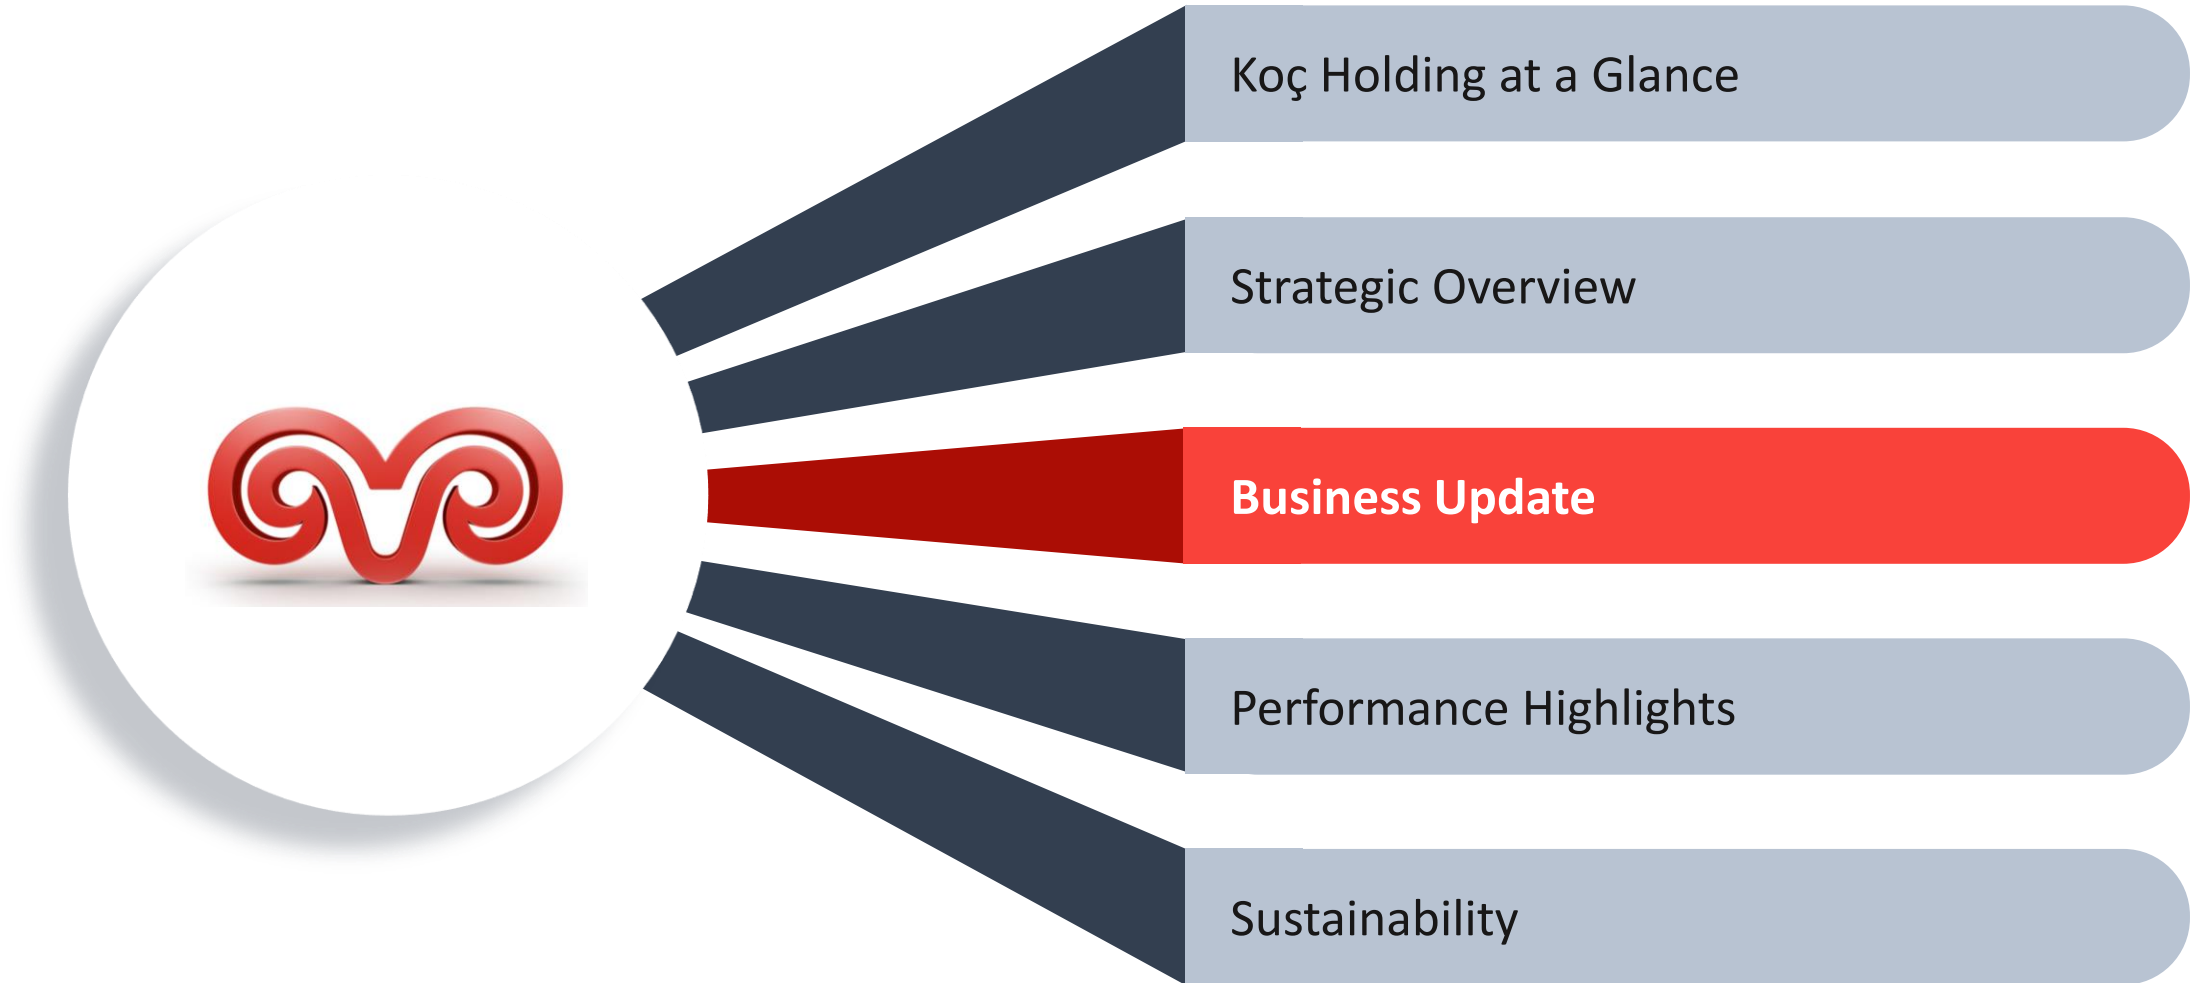 Koç Holding at a Glance
Strategic Overview
Business Update
Performance Highlights
Sustainability